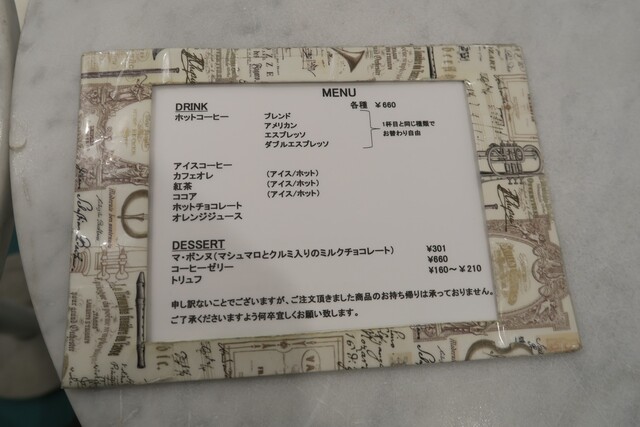 MENU
DRINK 各種 ¥660
ホットコーヒー ブレンド
アメリカン 1杯目と同じ種類で
エスプレッソ お替わり自由
ダブルエスプレッソ
アイスコーヒー
カフェオレ (アイス/ホット)
紅茶 (アイス/ホット)
ココア (アイス/ホット)
ホットチョコレート
オレンジジュース
DESSERT
マ・ボンヌ(マシュマロとクルミ入りのミルクチョコレート) ¥301
コーヒーゼリー ¥660
トリュフ ¥160~¥210
申し訳ないことでございますが、ご注文頂きました商品のお持ち帰りは承っておりません。
ご了承くださいますよう何卒宜しくお願い致します。